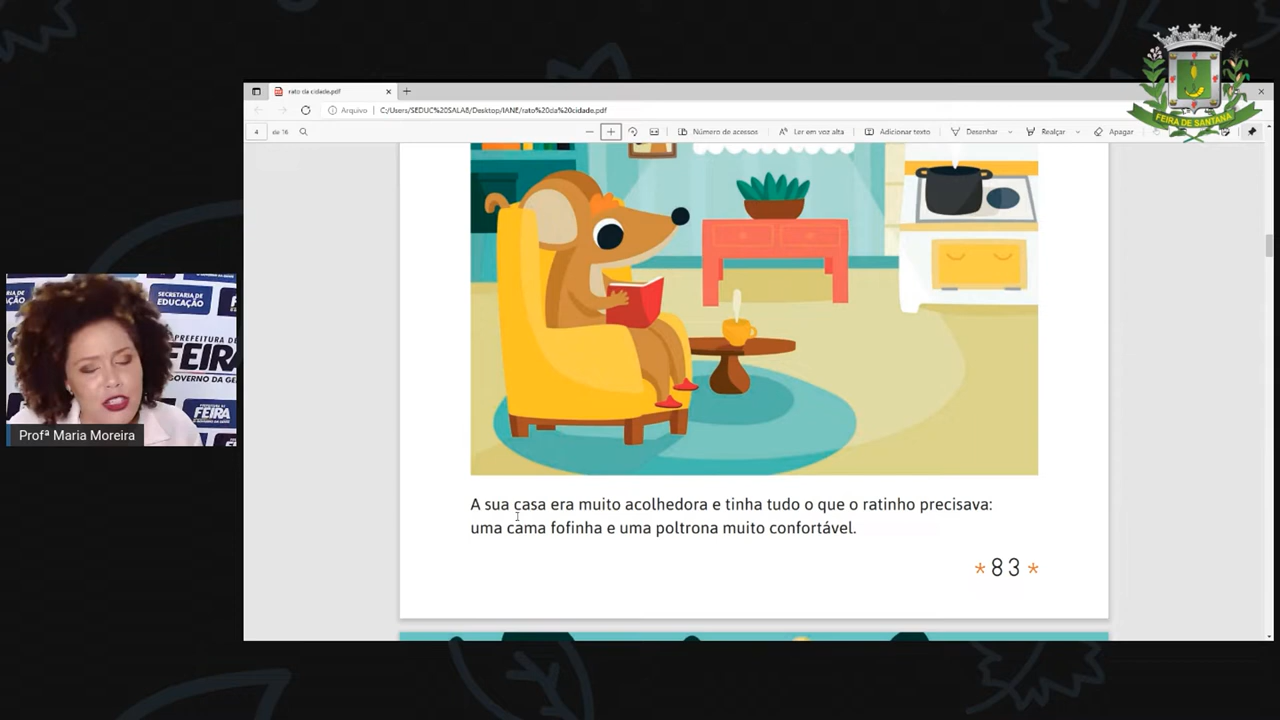 FEIRA DE SANTANA
rato da cidade.pdf
Arquivo
C:/Users/SEDUC%20SALA8/Desktop/IANE/rato%20da%20cidade.pdf
4
de 16
Número de acessos
Ler em voz alta
Adicionar texto
Desenhar
Realçar
Apagar
SECRETARIA DE
EDUCAÇÃO
PREFEITURA DE
FEIRA
GOVERNO DA
FEIRA
Profª Maria Moreira
A sua casa era muito acolhedora e tinha tudo o que o ratinho precisava:
uma cama fofinha e uma poltrona muito confortável.
* 83 *